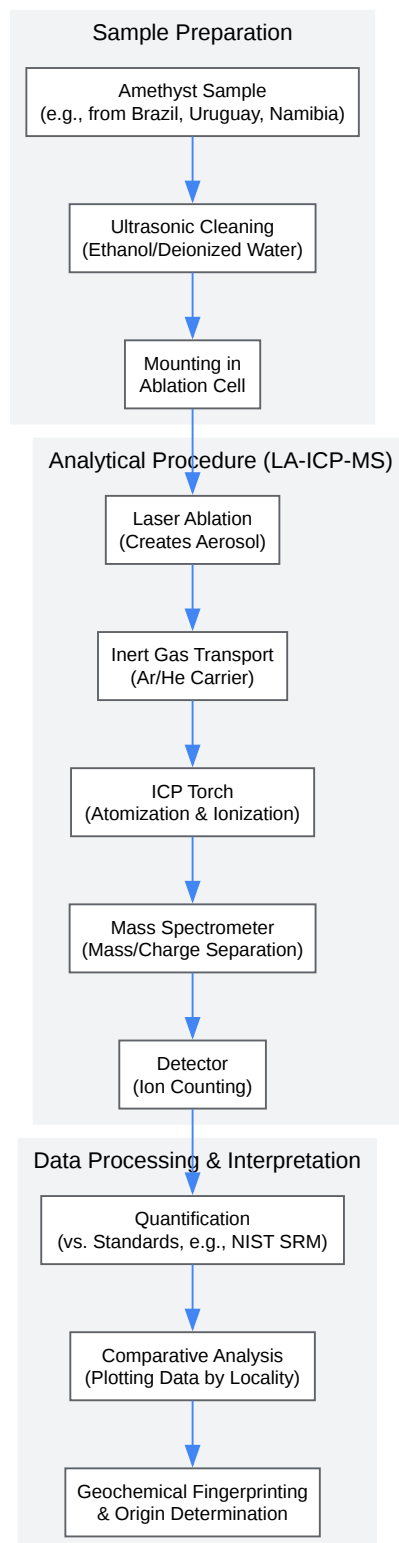 Sample Preparation
Amethyst Sample
(e.g., from Brazil, Uruguay, Namibia)
Ultrasonic Cleaning
(Ethanol/Deionized Water)
Mounting in
Ablation Cell
Analytical Procedure (LA-ICP-MS)
Laser Ablation
(Creates Aerosol)
Inert Gas Transport
(Ar/He Carrier)
ICP Torch
(Atomization & Ionization)
Mass Spectrometer
(Mass/Charge Separation)
Detector
(Ion Counting)
Data Processing & Interpretation
Quantification
(vs. Standards, e.g., NIST SRM)
Comparative Analysis
(Plotting Data by Locality)
Geochemical Fingerprinting
& Origin Determination